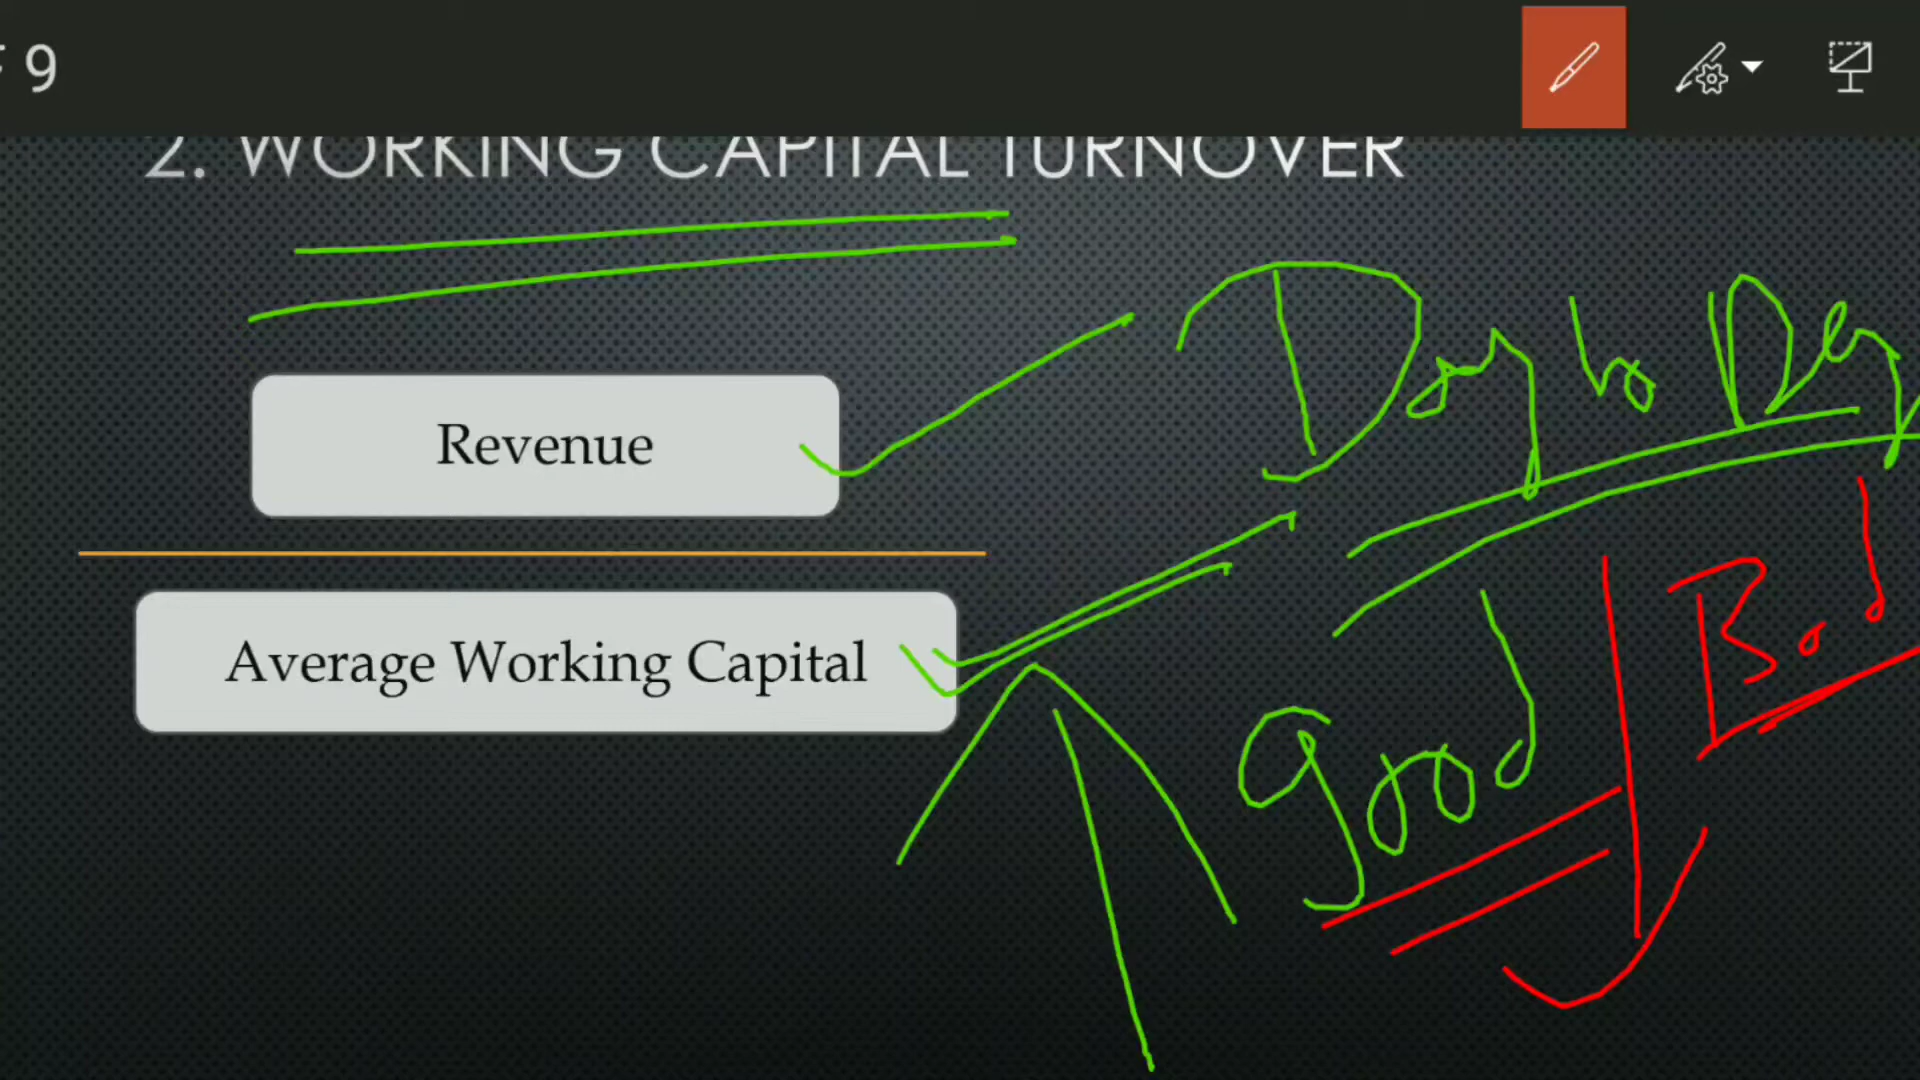 9
2. WORKING CAPITAL TURNOVER
Day to Day
Revenue
Bad
Average Working Capital
good